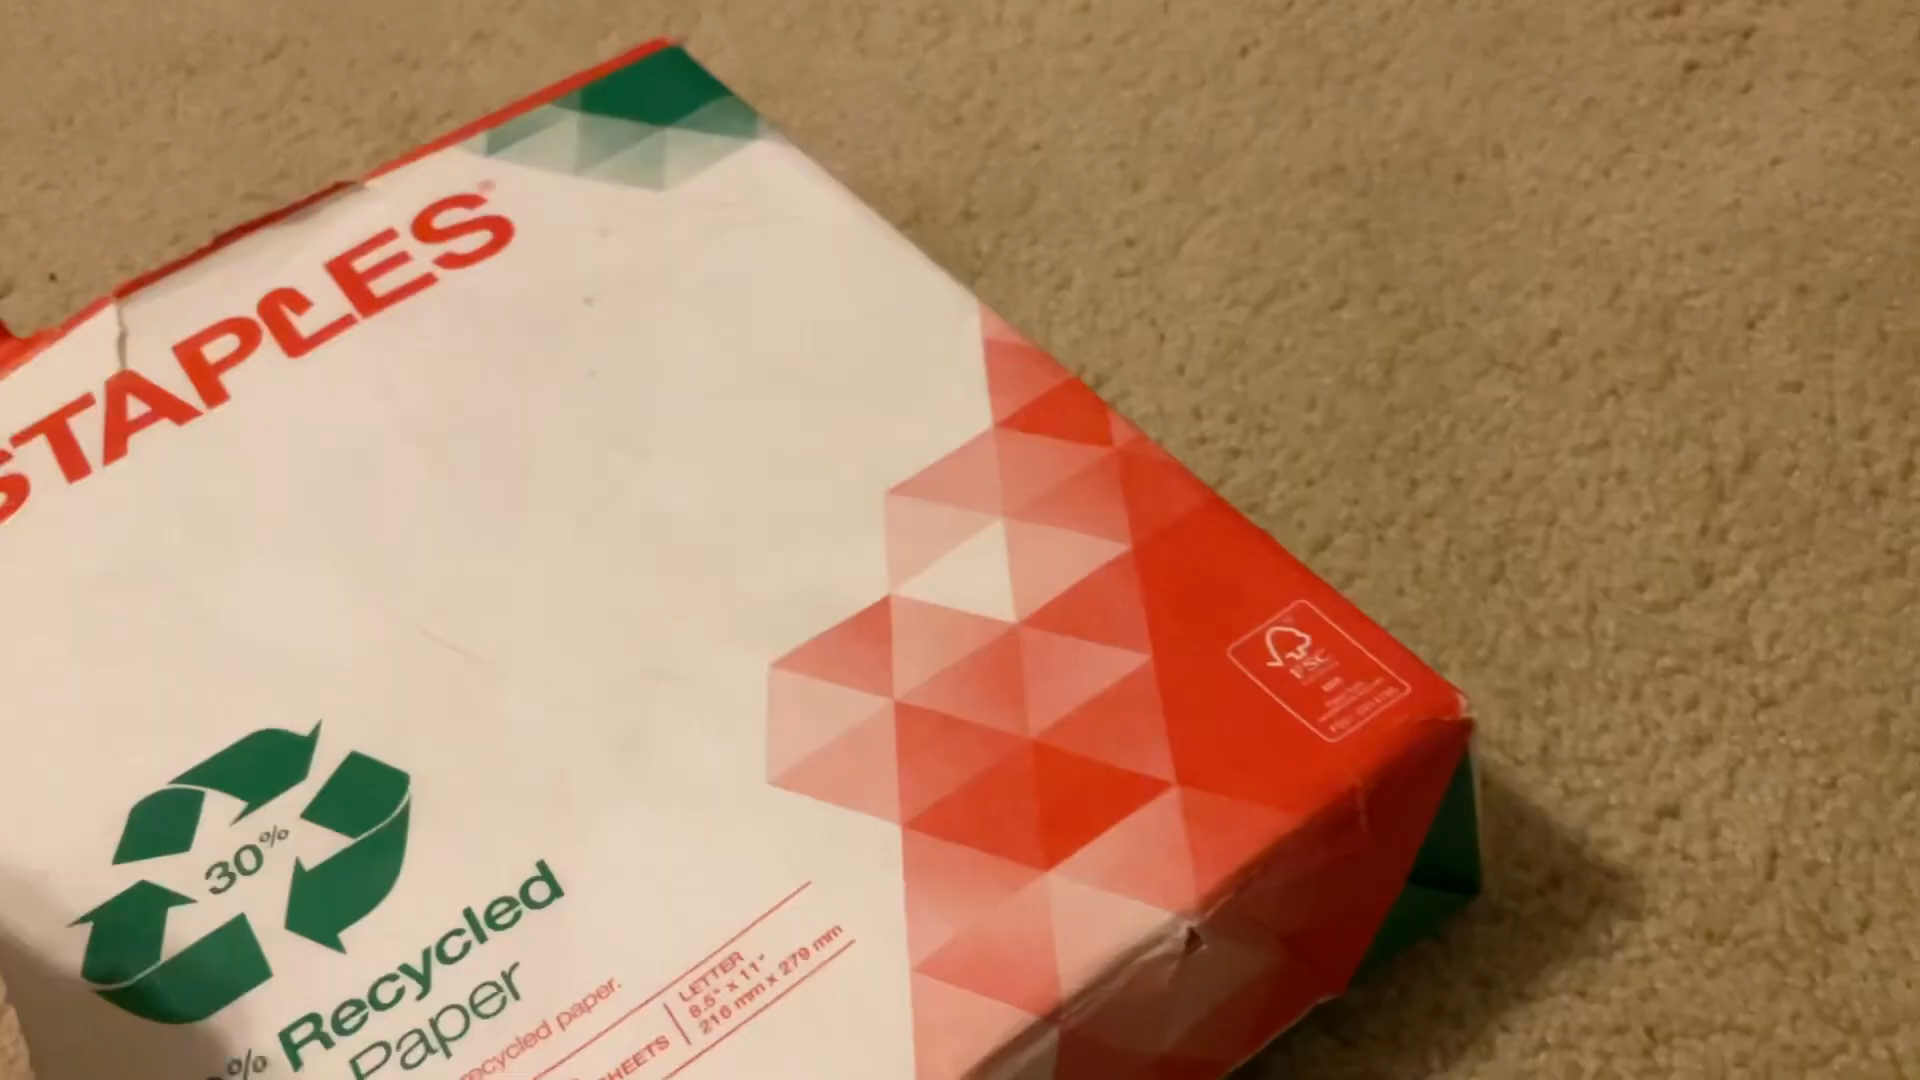 STAPLES
30%
% Recycled
Paper
recycled paper.
SHEETS
LETTER
8.5" x 11"
216 mm x 279 mm
FSC